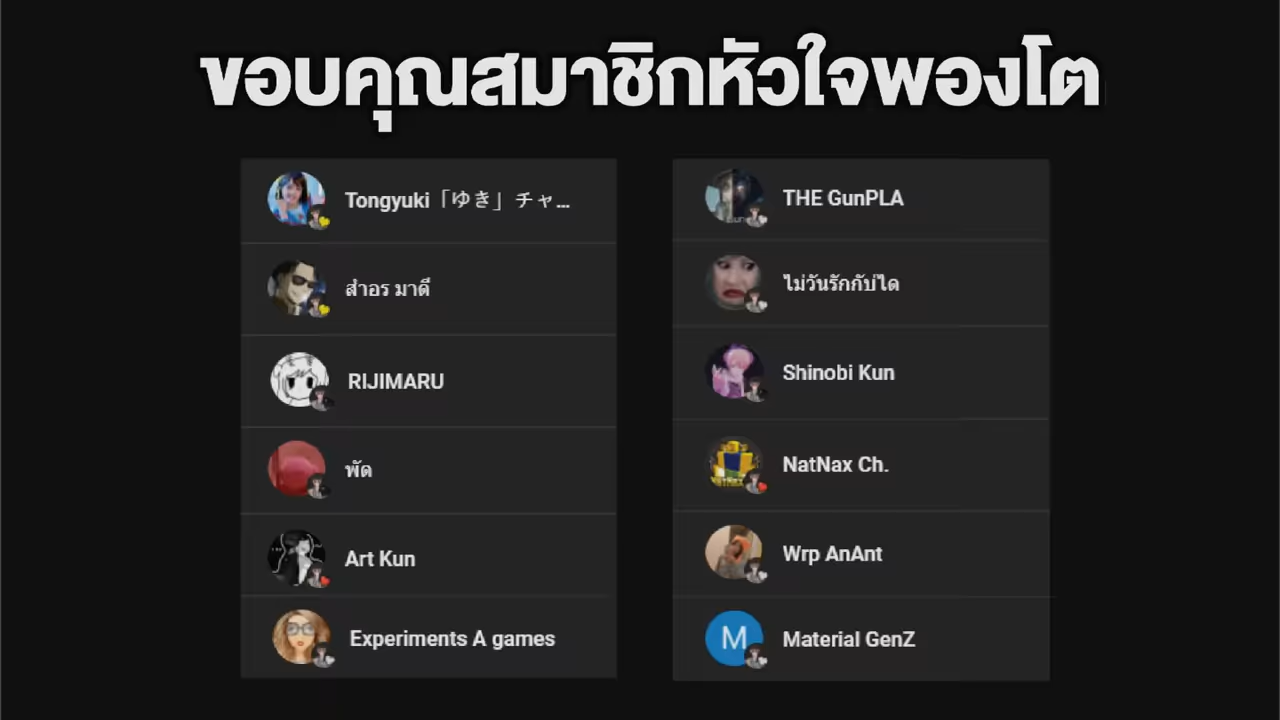 ขอบคุณสมาชิกหัวใจพองโต
Tongyuki「ゆき」チャ...
สำอร มาดี
RIJIMARU
พัด
Art Kun
Experiments A games
THE GunPLA
ไม่วันรักกับ่ได
Shinobi Kun
NatNax Ch.
Wrp AnAnt
M
Material GenZ